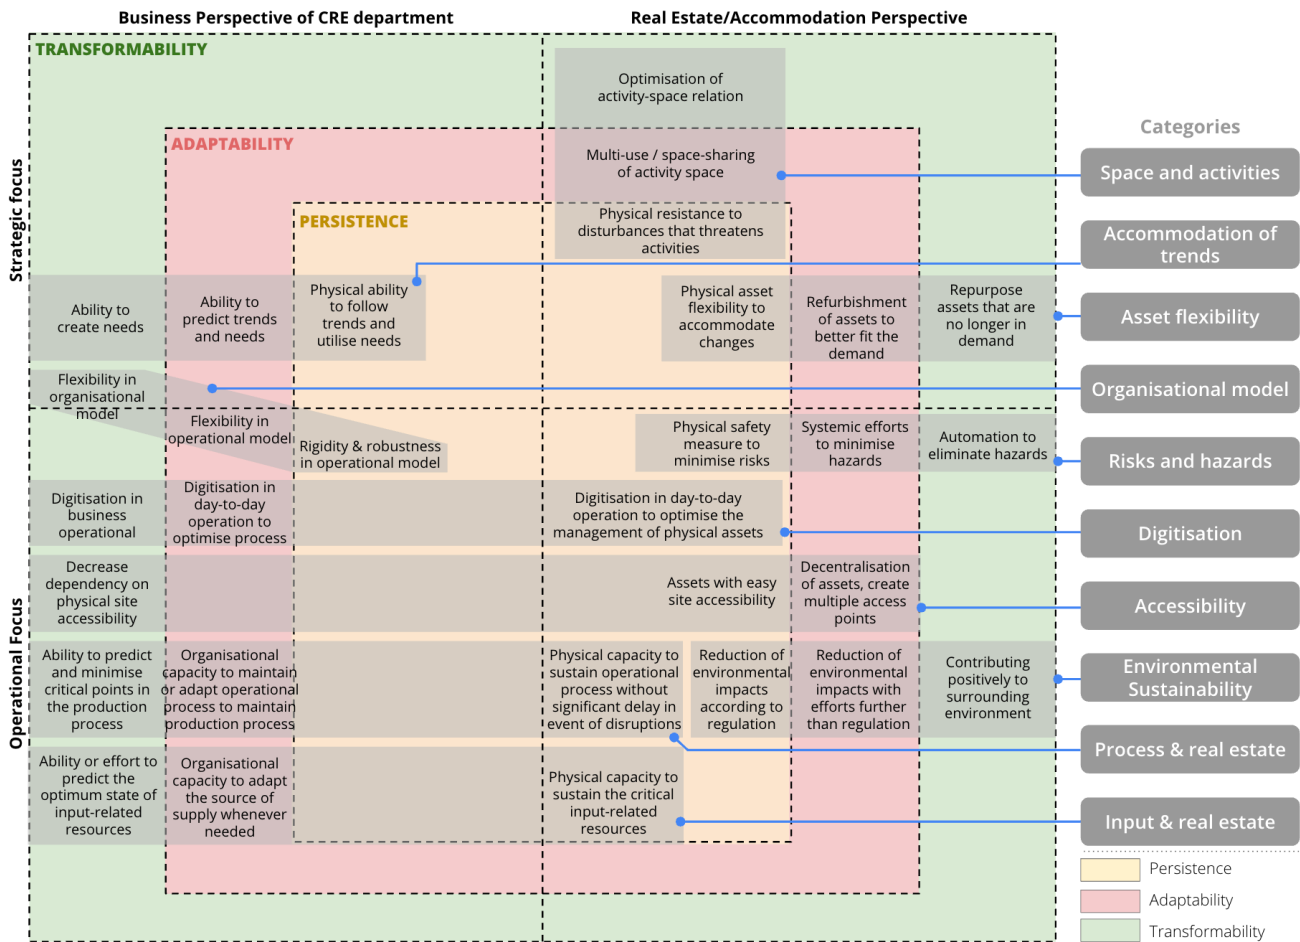 Business Perspective of CRE department
Real Estate/Accommodation Perspective
TRANSFORMABILITY
Optimisation of
activity-space relation
ADAPTABILITY
Multi-use / space-sharing
of activity space
PERSISTENCE
Physical resistance to
disturbances that threatens
activities
Strategic focus
Ability to
create needs
Ability to
predict trends
and needs
Physical ability
to follow
trends and
utilise needs
Physical asset
flexibility to
accommodate
changes
Refurbishment
of assets to
better fit the
demand
Repurpose
assets that are
no longer in
demand
Flexibility in
organisational
model
Flexibility in
operational model
Rigidity & robustness
in operational model
Physical safety
measure to
minimise risks
Systemic efforts
to minimise
hazards
Automation to
eliminate hazards
Operational Focus
Digitisation in
business
operational
Digitisation in
day-to-day
operation to
optimise process
Digitisation in day-to-day
operation to optimise the
management of physical assets
Decrease
dependency on
physical site
accessibility
Assets with easy
site accessibility
Decentralisation
of assets, create
multiple access
points
Ability to predict
and minimise
critical points in
the production
process
Organisational
capacity to maintain
or adapt operational
process to maintain
production process
Physical capacity to
sustain operational
process without
significant delay in
event of disruptions
Reduction of
environmental
impacts
according to
regulation
Reduction of
environmental
impacts with
efforts further
than regulation
Contributing
positively to
surrounding
environment
Ability or effort to
predict the
optimum state of
input-related
resources
Organisational
capacity to adapt
the source of
supply whenever
needed
Physical capacity to
sustain the critical
input-related
resources
Categories
Space and activities
Accommodation of
trends
Asset flexibility
Organisational model
Risks and hazards
Digitisation
Accessibility
Environmental
Sustainability
Process & real estate
Input & real estate
Persistence
Adaptability
Transformability